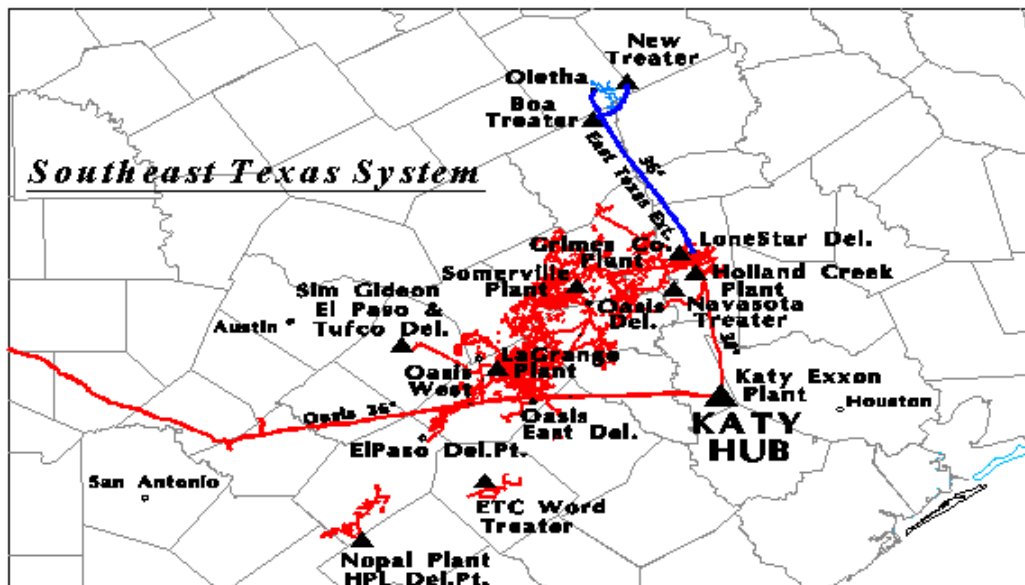 New
Treater
Oletha
Boa
Treater
36"
East Texas Ext.
Southeast Texas System
Grimes Co.
Plant
LoneStar Del.
Somerville
Plant
Holland Creek
Plant
Sim Gideon
El Paso &
Tufco Del.
Oasis
Del.
Navasota
Treater
Austin
LaGrange
Plant
Oasis
West
Katy Exxon
Plant
Houston
Oasis 36"
Oasis
East Del.
KATY
HUB
ElPaso Del.Pt.
San Antonio
ETC Word
Treater
Nopal Plant
HPL Del.Pt.